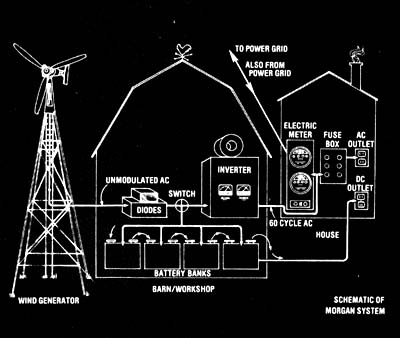 TO POWER GRID
ALSO FROM
POWER GRID
ELECTRIC
METER
FUSE
BOX
AC
OUTLET
UNMODULATED AC
INVERTER
SWITCH
DC
OUTLET
DIODES
60 CYCLE AC
HOUSE
BATTERY BANKS
BARN/WORKSHOP
WIND GENERATOR
SCHEMATIC OF
MORGAN SYSTEM